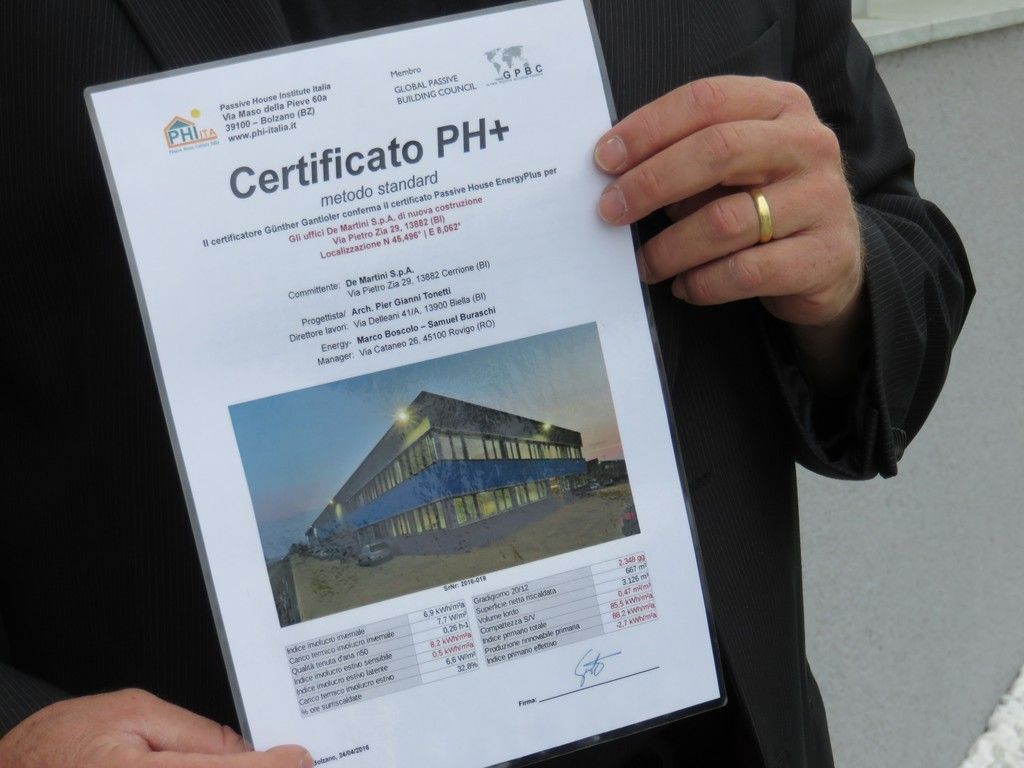 PHI ITA
Passive House Institute Italia
Via Maso della Pieve 60a
39100 – Bolzano (BZ)
www.phi-italia.it
Membro
GLOBAL PASSIVE
BUILDING COUNCIL
GPBC
Certificato PH+
metodo standard
Il certificatore Günther Gantioler conferma il certificato Passive House EnergyPlus per
Gli uffici De Martini S.p.A. di nuova costruzione
Via Pietro Zia 29, 13882 (BI)
Localizzazione N 45,496° | E 8,062°
Committente: De Martini S.p.A.
Via Pietro Zia 29, 13882 Cerrione (BI)
Progettista/ Arch. Pier Gianni Tonetti
Direttore lavori: Via Delleani 41/A, 13900 Biella (BI)
Energy- Marco Boscolo – Samuel Buraschi
Manager: Via Cataneo 26, 45100 Rovigo (RO)
SrNr. 2016-019
Indice involucro invernale 6,9 kWh/m²a
Carico termico involucro invernale 7,7 W/m²
Qualità tenuta d'aria n50 0,26 h-1
Indice involucro estivo sensibile 8,2 kWh/m²a
Indice involucro estivo latente 0,5 kWh/m²a
Carico termico involucro estivo 6,6 W/m²
% ore surriscaldate 32,8%
Gradigiorno 20/12 2.348 gg
Superficie netta riscaldata 667 m²
Volume lordo 3.126 m³
Compattezza S/V 0,47 m²/m³
Indice primario totale 85,5 kWh/m²a
Produzione rinnovabile primaria 88,2 kWh/m²a
Indice primario effettivo -2,7 kWh/m²a
Firma:
Bolzano, 24/04/2016